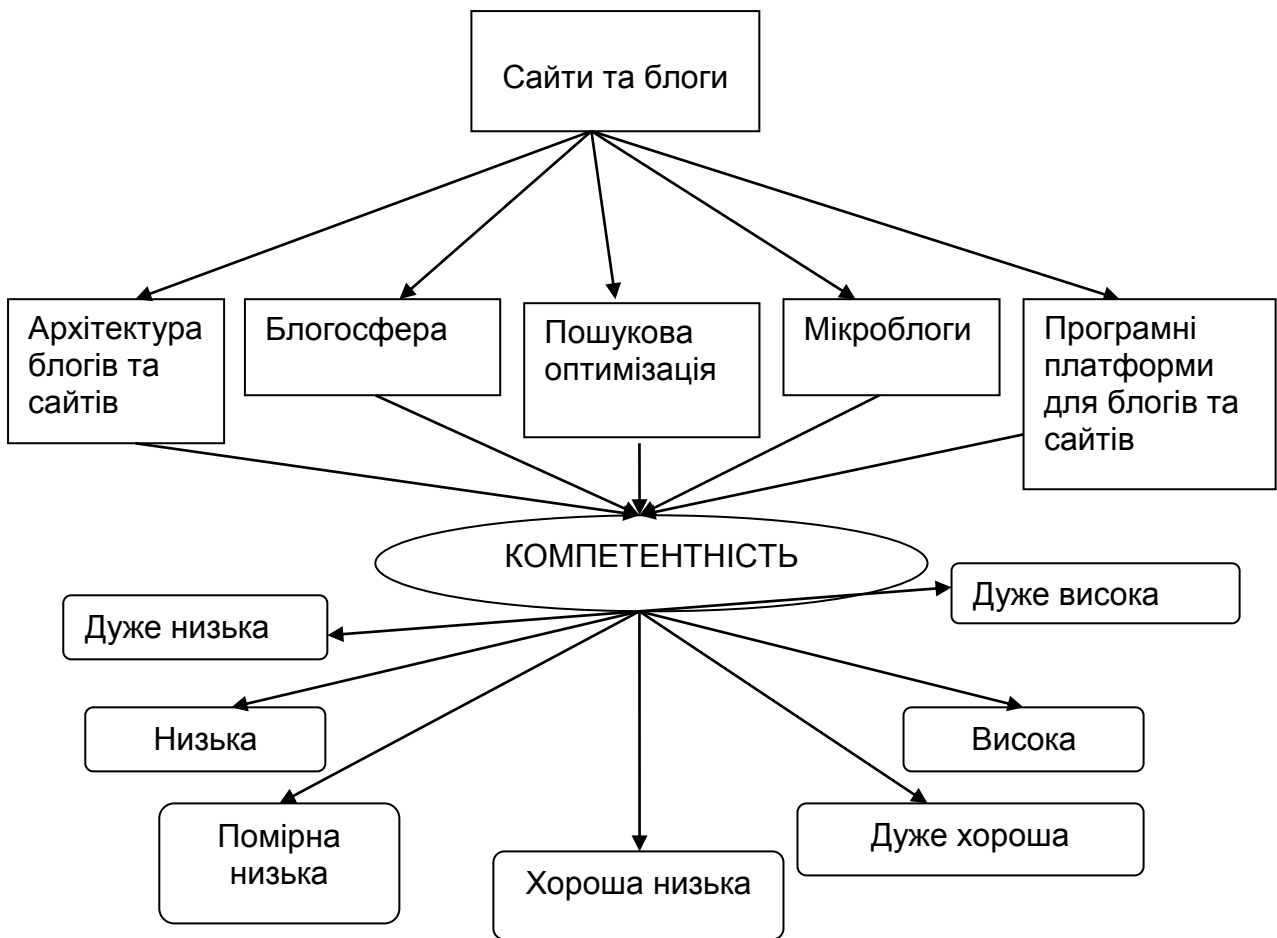 Сайти та блоги
Архітектура
блогів та
сайтів
Блогосфера
Пошукова
оптимізація
Мікроблоги
Програмні
платформи
для блогів та
сайтів
КОМПЕТЕНТНІСТЬ
Дуже висока
Дуже низька
Низька
Висока
Помірна
низька
Дуже хороша
Хороша низька